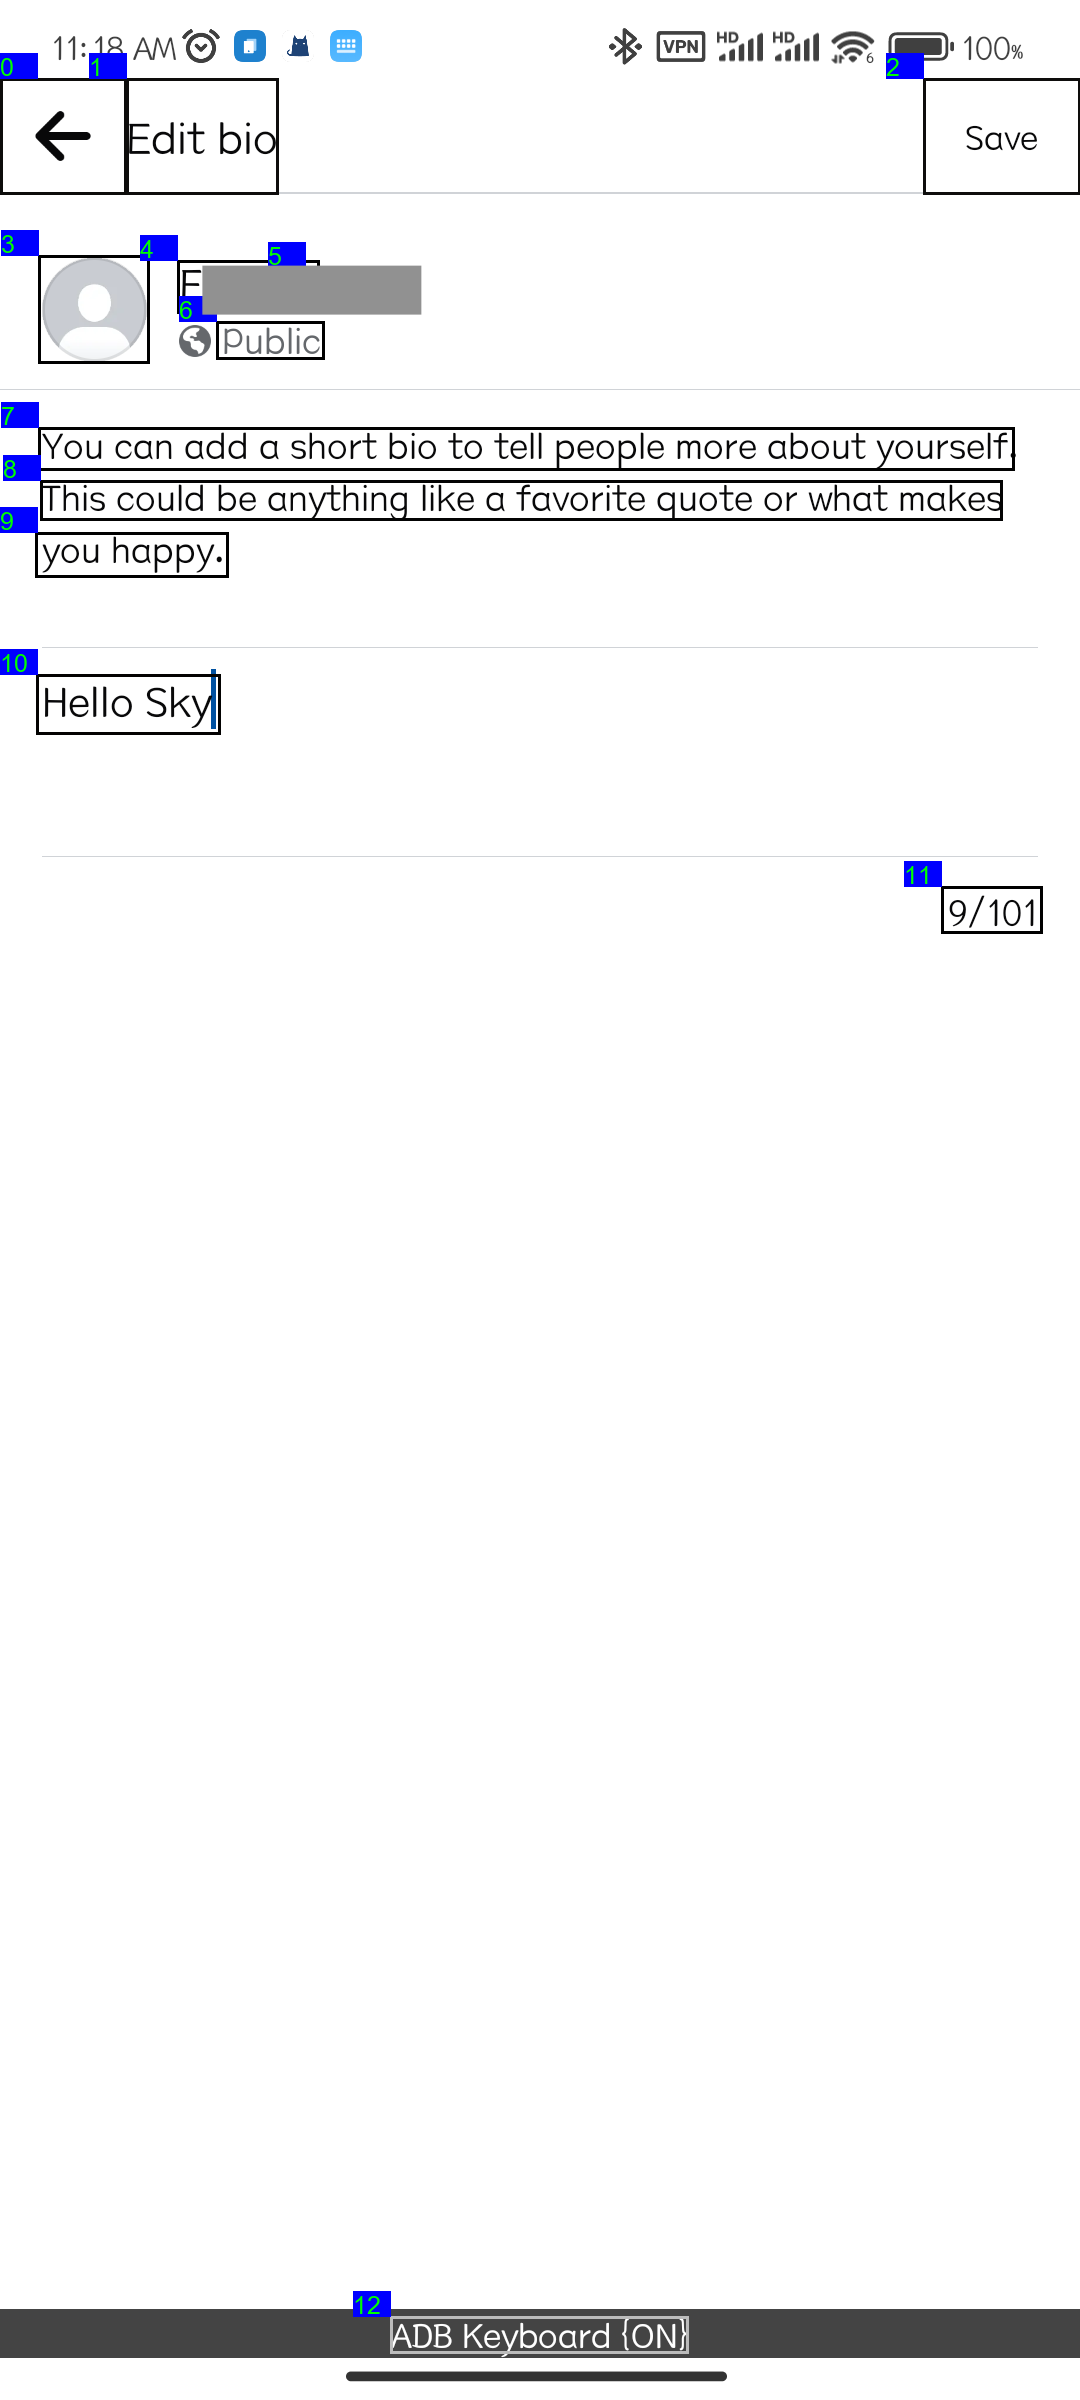 11:18 AM
VPN HD HD 6 100%
0 1 2
Edit bio
Save
3 4 5
6
Public
7
You can add a short bio to tell people more about yourself.
8
This could be anything like a favorite quote or what makes
9
you happy.
10
Hello Sky
11
9/101
12
ADB Keyboard {ON}